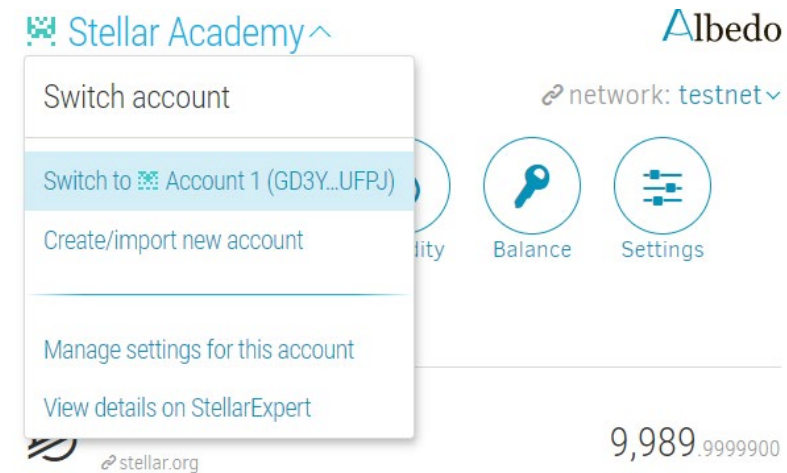 Stellar Academy
Albedo
Switch account
network: testnet
Switch to Account 1 (GD3Y...UFPJ)
Create/import new account
dity
Balance
Settings
Manage settings for this account
View details on StellarExpert
stellar.org
9,989.9999900